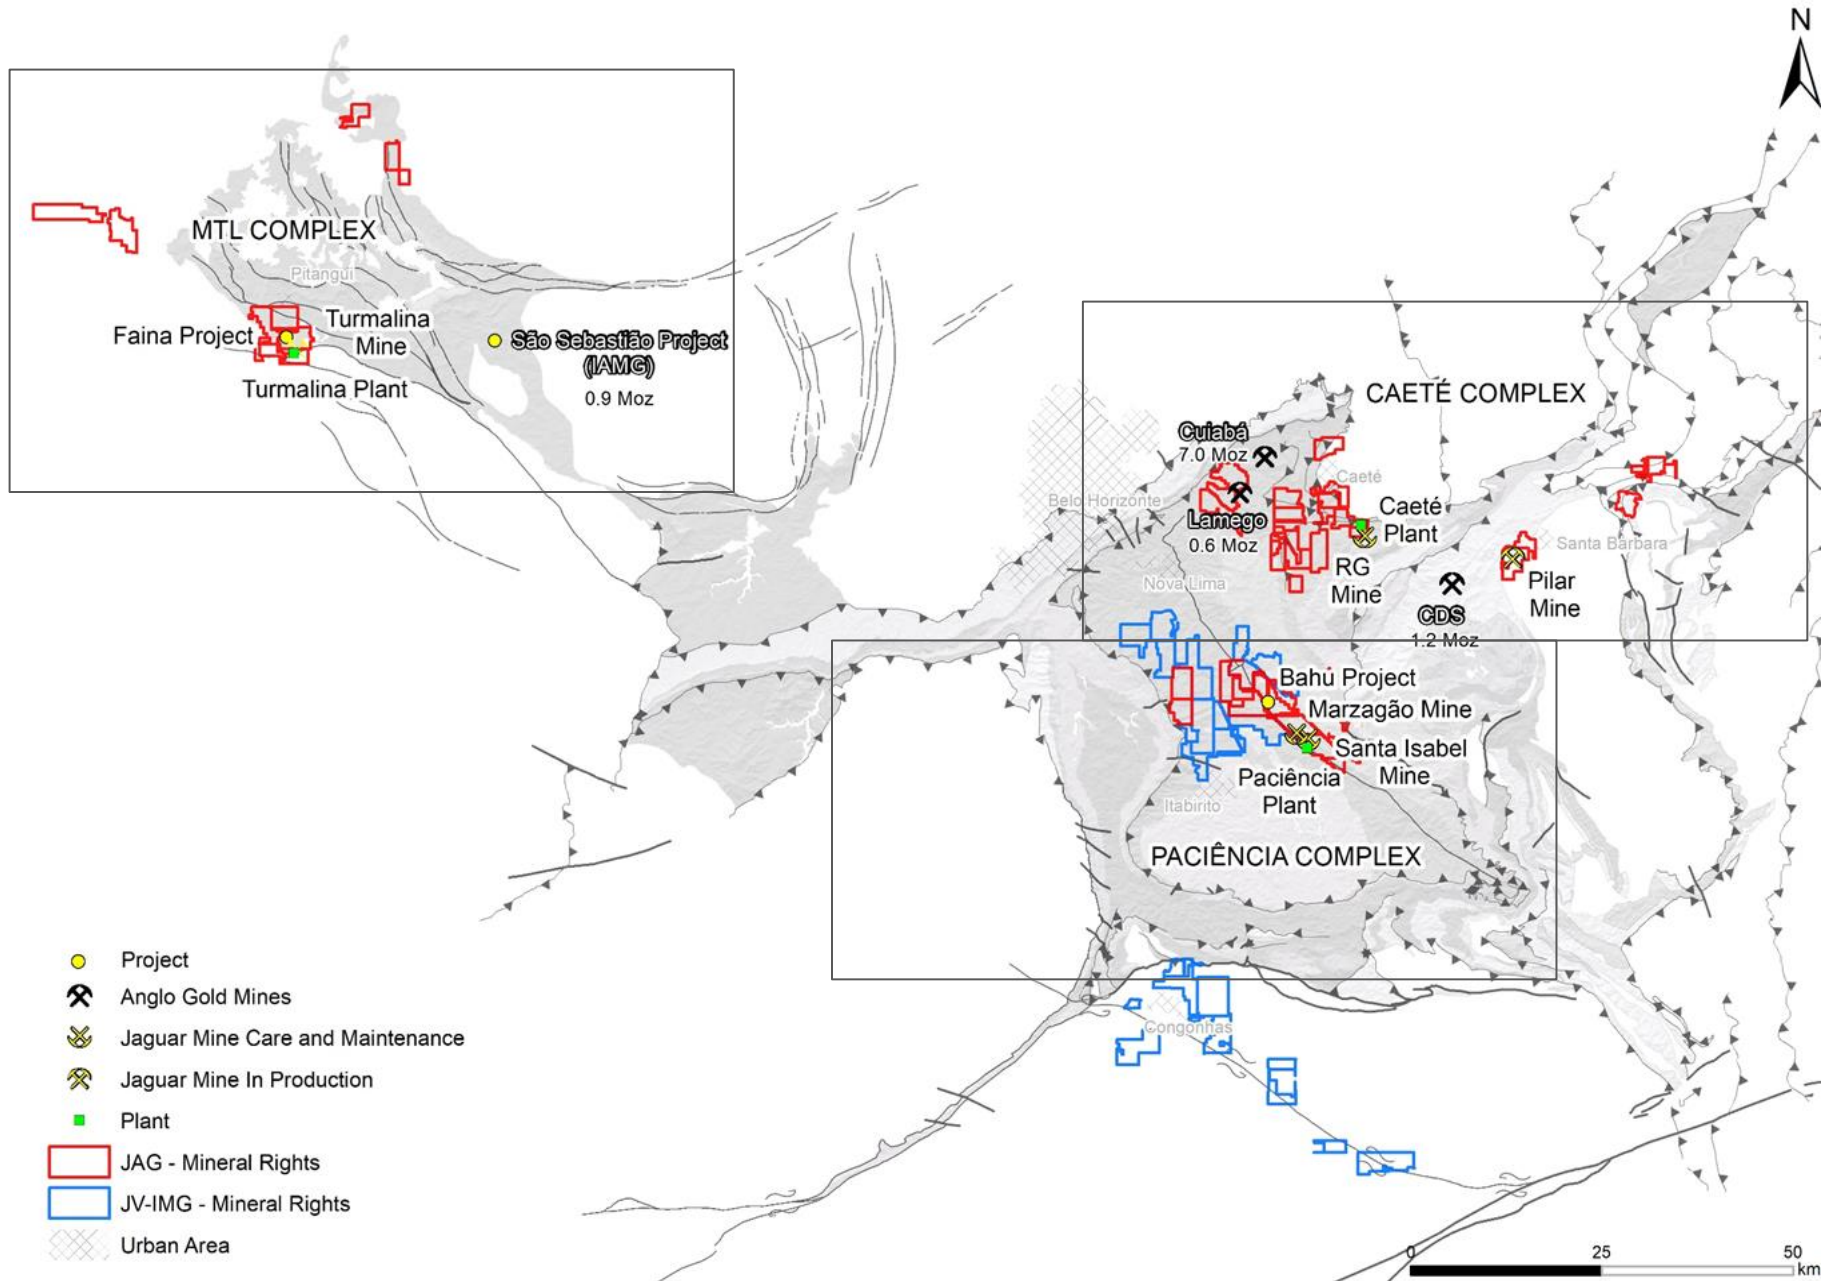 N
MTL COMPLEX
Pitangui
Faina Project
Turmalina
Mine
Turmalina Plant
São Sebastião Project
(IAMG)
0.9 Moz
CAETÉ COMPLEX
Cuiabá
7.0 Moz
Caeté
Belo Horizonte
Lamego
0.6 Moz
Caeté
Plant
RG
Mine
Nova Lima
Santa Bárbara
Pilar
Mine
CDS
1.2 Moz
Bahú Project
Marzagão Mine
Santa Isabel
Mine
Paciência
Plant
Itabirito
PACIÊNCIA COMPLEX
Congonhas
Project
Anglo Gold Mines
Jaguar Mine Care and Maintenance
Jaguar Mine In Production
Plant
JAG - Mineral Rights
JV-IMG - Mineral Rights
Urban Area
0 25 50
km